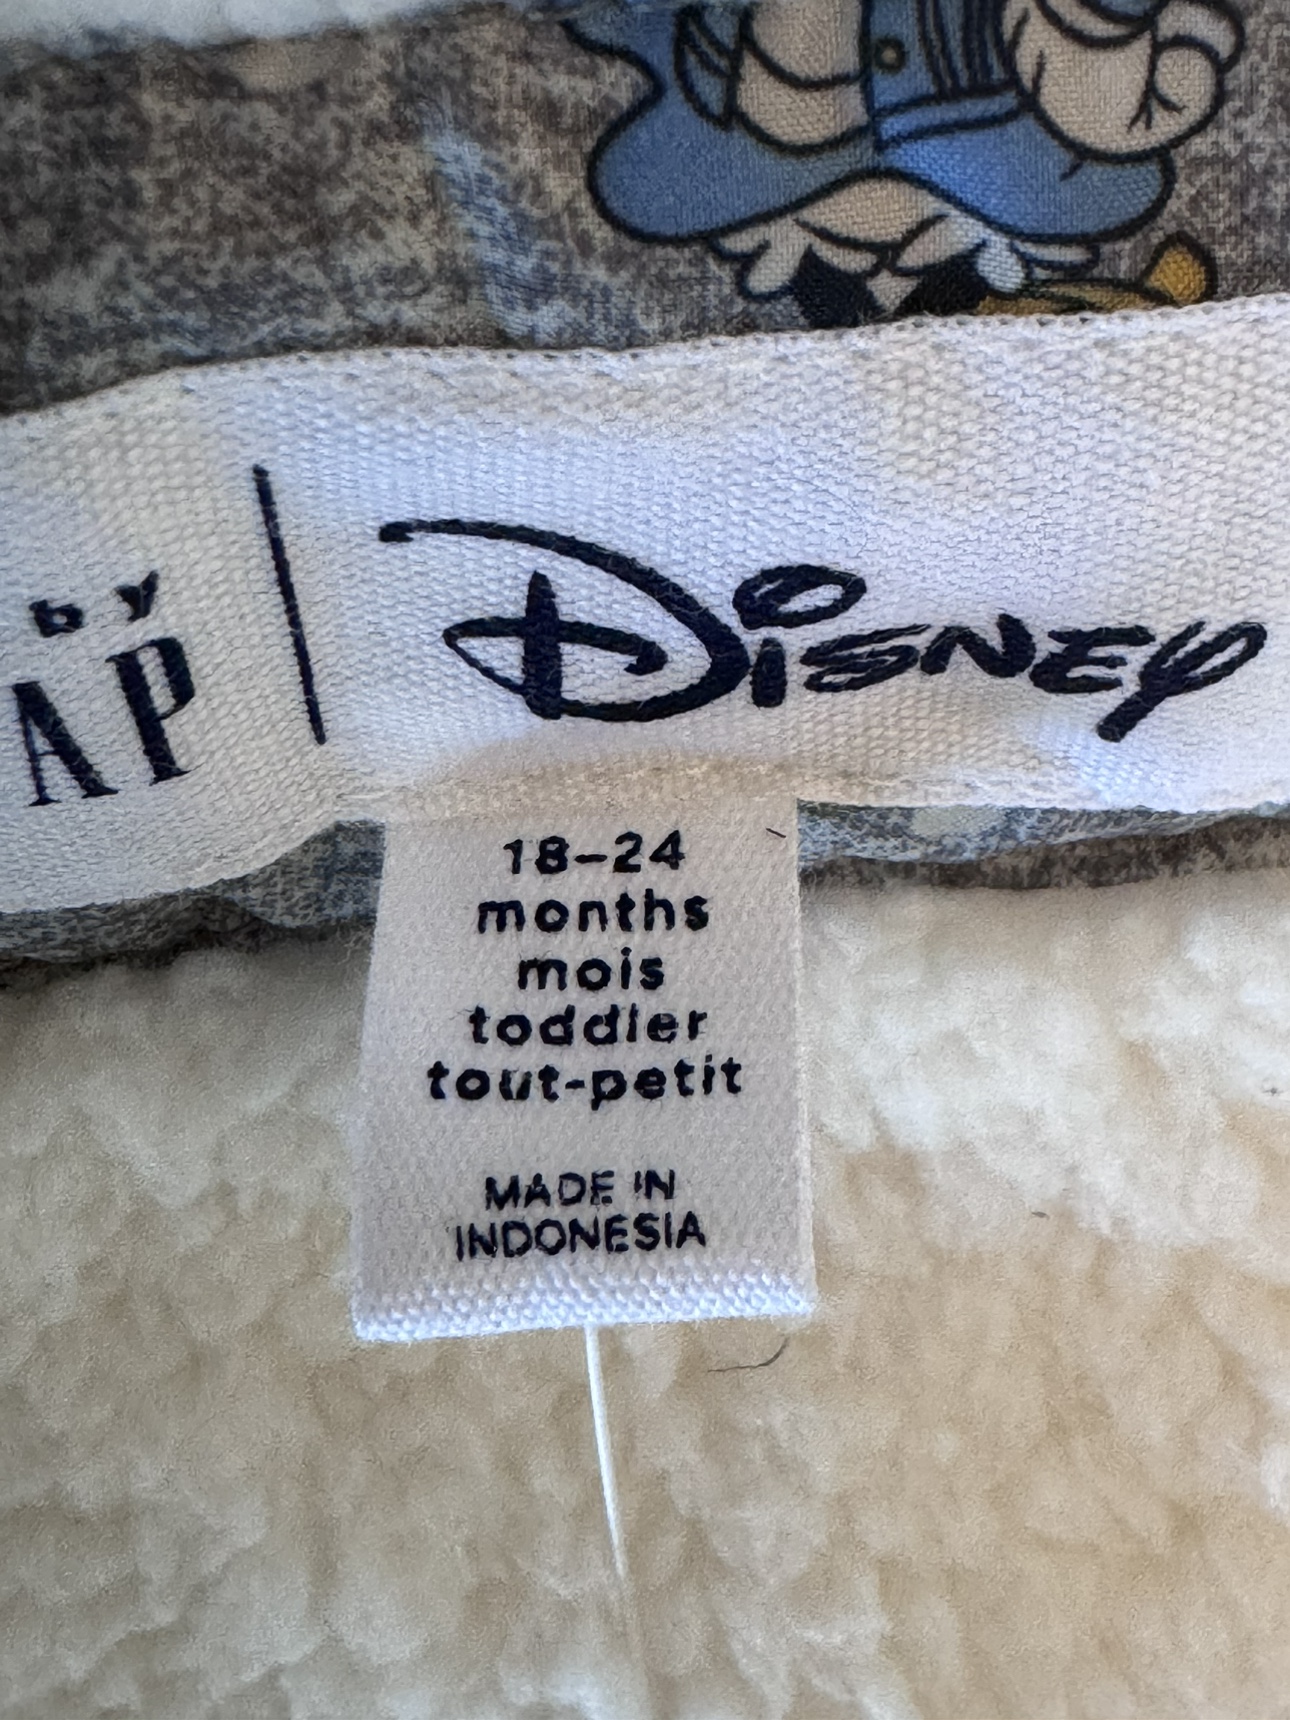 by
AP | Disney
18-24
months
mois
toddler
tout-petit
MADE IN
INDONESIA